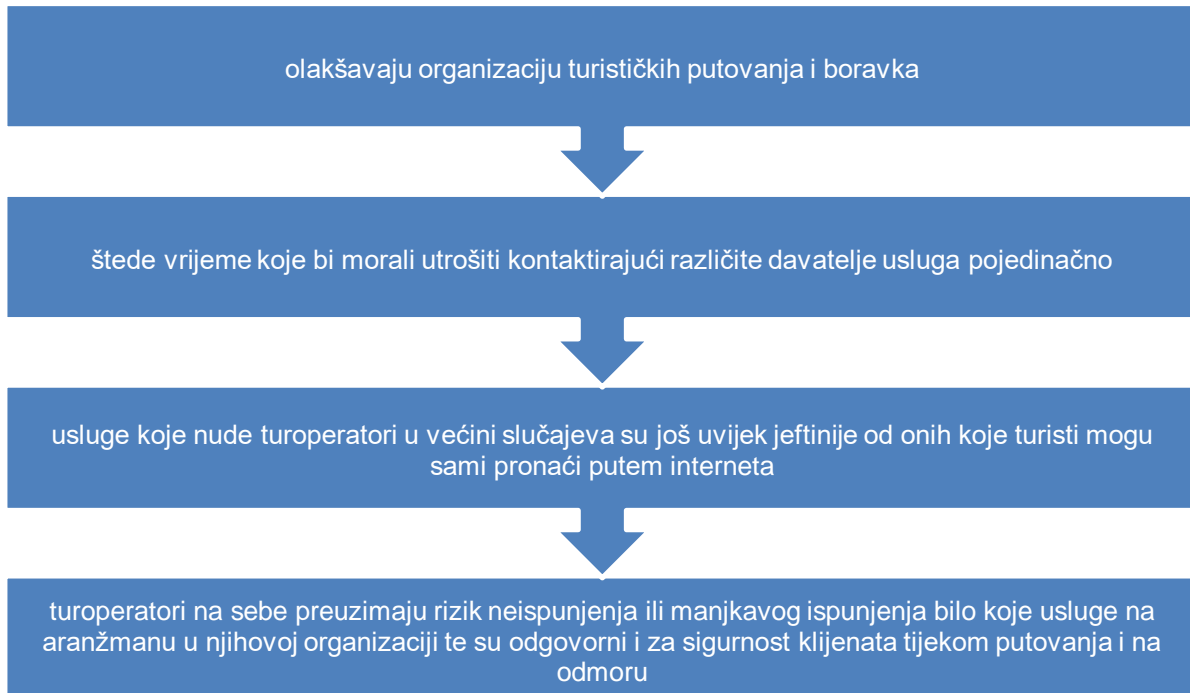 olakšavaju organizaciju turističkih putovanja i boravka
štede vrijeme koje bi morali utrošiti kontaktirajući različite davatelje usluga pojedinačno
usluge koje nude turoperatori u većini slučajeva su još uvijek jeftinije od onih koje turisti mogu
sami pronaći putem interneta
turoperatori na sebe preuzimaju rizik neispunjenja ili manjkavog ispunjenja bilo koje usluge na
aranžmanu u njihovoj organizaciji te su odgovorni i za sigurnost klijenata tijekom putovanja i na
odmoru